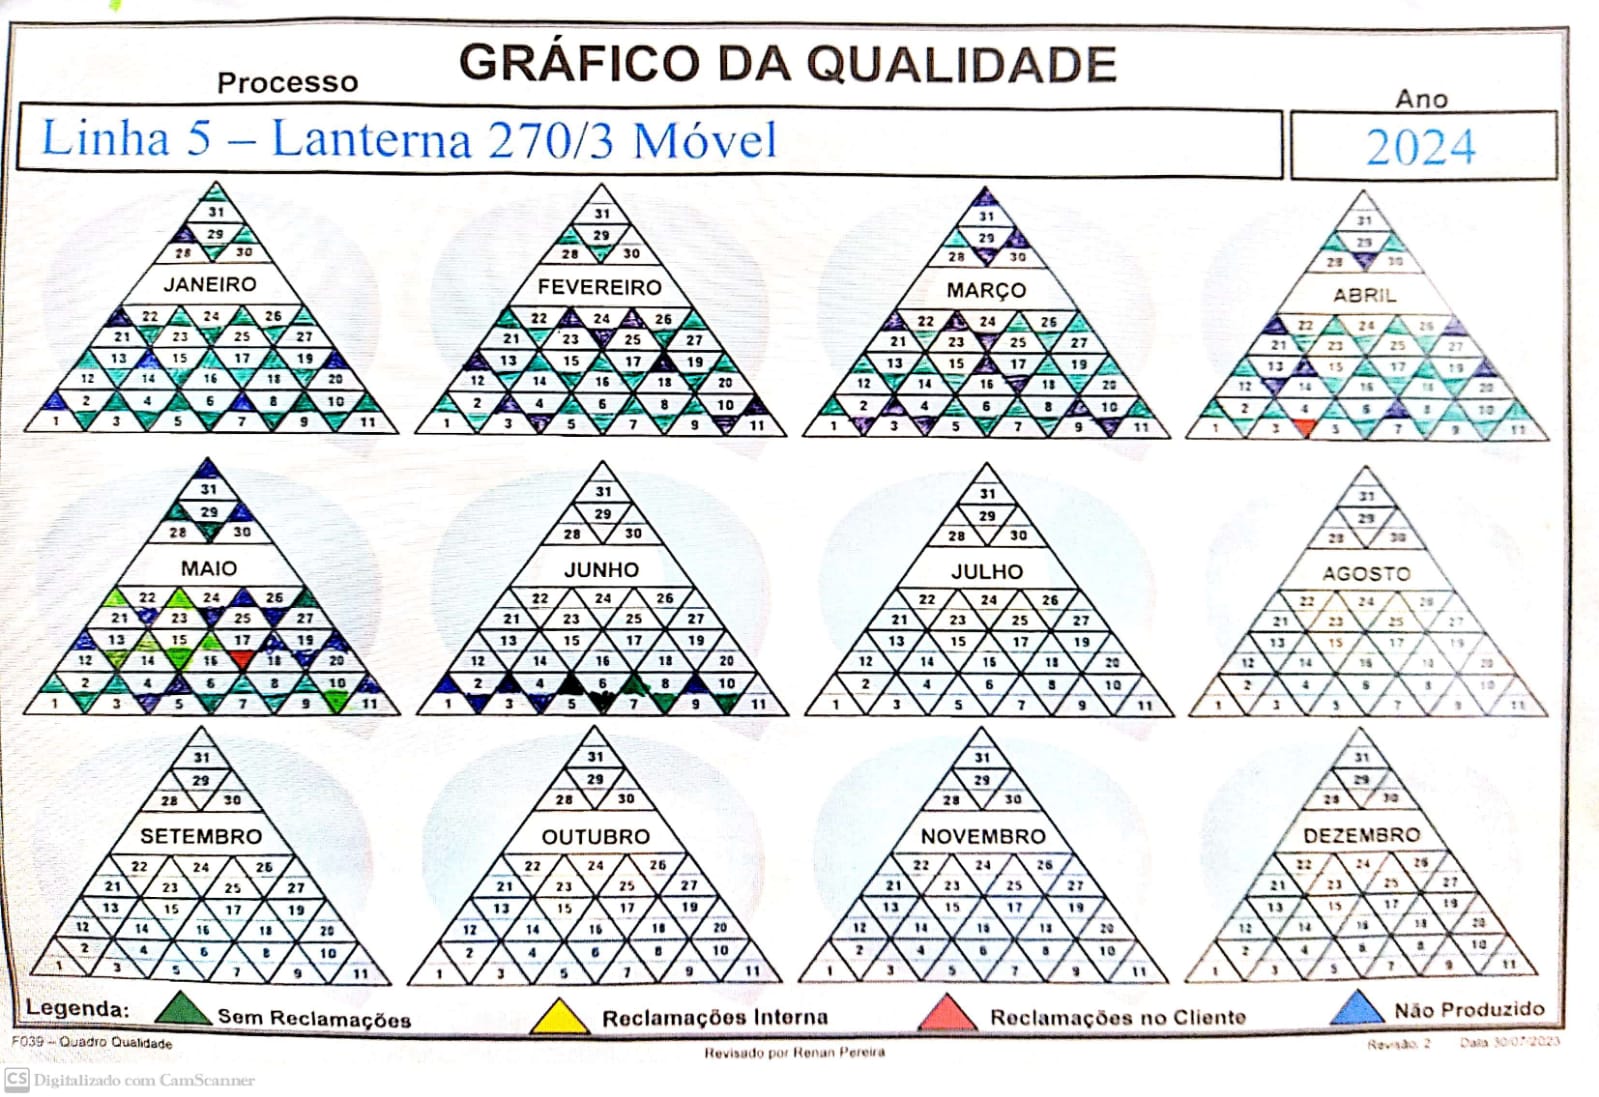 GRÁFICO DA QUALIDADE
Processo
Ano
Linha 5 – Lanterna 270/3 Móvel
2024
31
29
28 30
JANEIRO
22 24 26
21 23 25 27
13 15 17 19
12 14 16 18 20
2 4 6 8 10
1 3 5 7 9 11
31
29
28 30
FEVEREIRO
22 24 26
21 23 25 27
13 15 17 19
12 14 16 18 20
2 4 6 8 10
1 3 5 7 9 11
31
29
28 30
MARÇO
22 24 26
21 23 25 27
13 15 17 19
12 14 16 18 20
2 4 6 8 10
1 3 5 7 9 11
31
29
28 30
ABRIL
22 24 26
21 23 25 27
13 15 17 19
12 14 16 18 20
2 4 6 8 10
1 3 5 7 9 11
31
29
28 30
MAIO
22 24 26
21 23 25 27
13 15 17 19
12 14 16 18 20
2 4 6 8 10
1 3 5 7 9 11
31
29
28 30
JUNHO
22 24 26
21 23 25 27
13 15 17 19
12 14 16 18 20
2 4 6 8 10
1 3 5 7 9 11
31
29
28 30
JULHO
22 24 26
21 23 25 27
13 15 17 19
12 14 16 18 20
2 4 6 8 10
1 3 5 7 9 11
31
29
28 30
AGOSTO
22 24 26
21 23 25 27
13 15 17 19
12 14 16 18 20
2 4 6 8 10
1 3 5 7 9 11
31
29
28 30
SETEMBRO
22 24 26
21 23 25 27
13 15 17 19
12 14 16 18 20
2 4 6 8 10
1 3 5 7 9 11
31
29
28 30
OUTUBRO
22 24 26
21 23 25 27
13 15 17 19
12 14 16 18 20
2 4 6 8 10
1 3 5 7 9 11
31
29
28 30
NOVEMBRO
22 24 26
21 23 25 27
13 15 17 19
12 14 16 18 20
2 4 6 8 10
1 3 5 7 9 11
31
29
28 30
DEZEMBRO
22 24 26
21 23 25 27
13 15 17 19
12 14 16 18 20
2 4 6 8 10
1 3 5 7 9 11
Legenda: Sem Reclamações Reclamações Interna Reclamações no Cliente Não Produzido
F039 – Quadro Qualidade
Revisado por Renan Pereira
Revisão. 2 Data 30/07/2023
CS Digitalizado com CamScanner